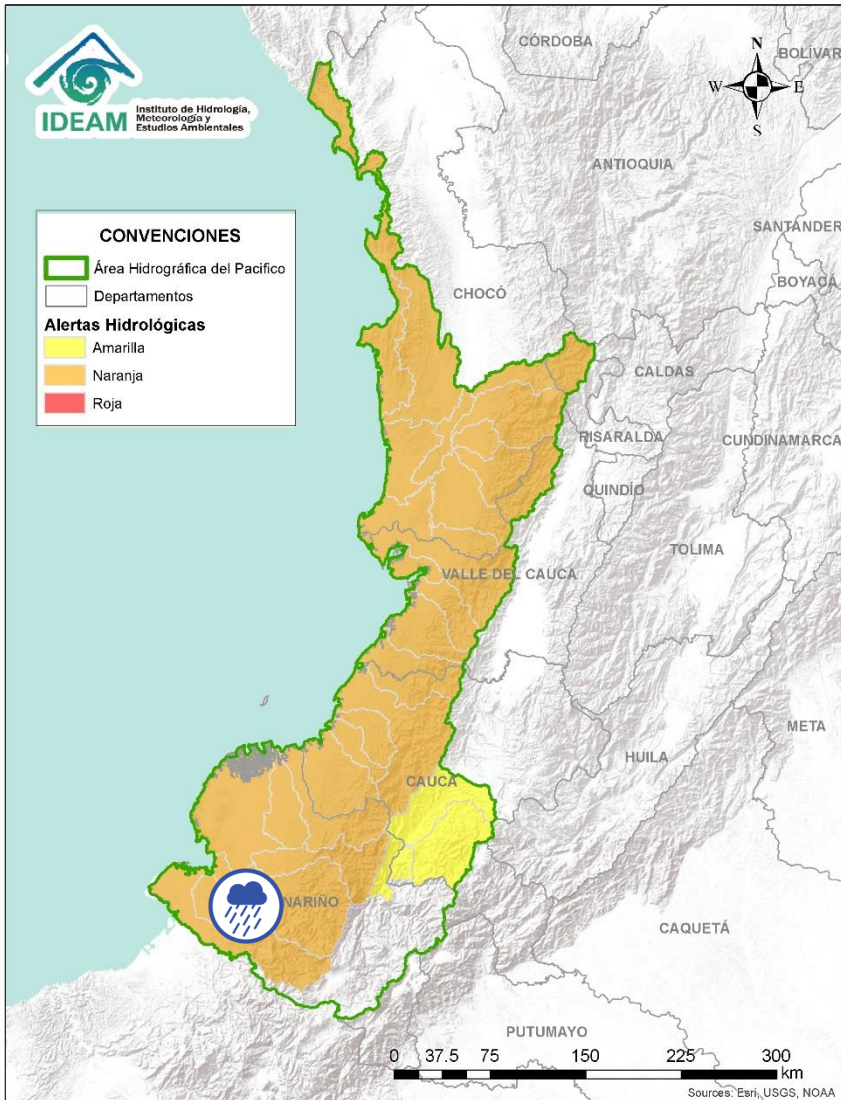 IDEAM
Instituto de Hidrología,
Meteorología y
Estudios Ambientales
CÓRDOBA
BOLÍVAR
N
W
E
S
ANTIOQUIA
SANTANDER
BOYACÁ
CONVENCIONES
Área Hidrográfica del Pacifico
Departamentos
Alertas Hidrológicas
Amarilla
Naranja
Roja
CHOCÓ
CALDAS
RISARALDA
CUNDINAMARCA
QUINDÍO
TOLIMA
VALLE DEL CAUCA
META
HUILA
CAUCA
NARIÑO
CAQUETÁ
PUTUMAYO
0 37.5 75 150 225 300
km
Sources: Esri, USGS, NOAA